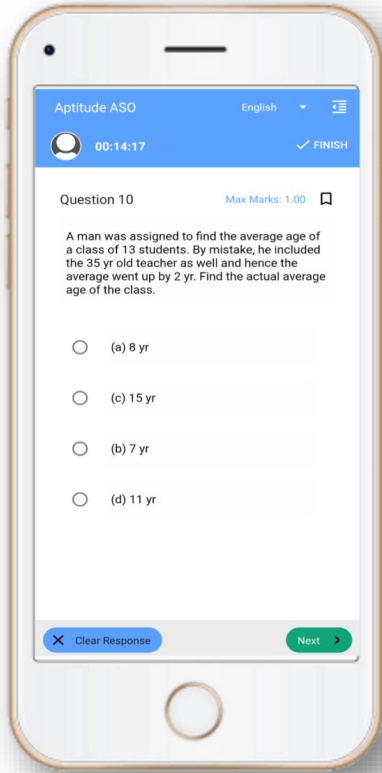 Aptitude ASO English
00:14:17 FINISH
Question 10 Max Marks: 1.00
A man was assigned to find the average age of
a class of 13 students. By mistake, he included
the 35 yr old teacher as well and hence the
average went up by 2 yr. Find the actual average
age of the class.
(a) 8 yr
(c) 15 yr
(b) 7 yr
(d) 11 yr
Clear Response Next